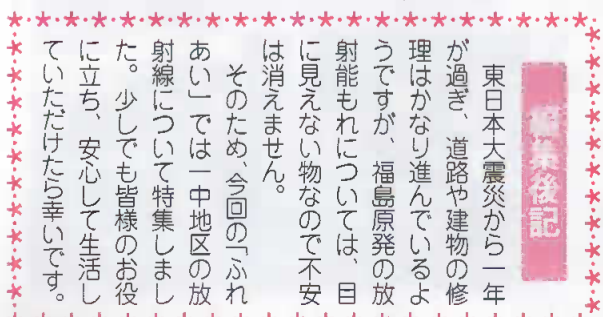 編集後記
東日本大震災から一年
が過ぎ、道路や建物の修
理はかなり進んでいるよ
うですが、福島原発の放
射能もれについては、目
に見えない物なので不安
は消えません。
そのため、今回の「ふれ
あい」では一中地区の放
射線について特集しまし
た。少しでも皆様のお役
に立ち、安心して生活し
ていただけたら幸いです。